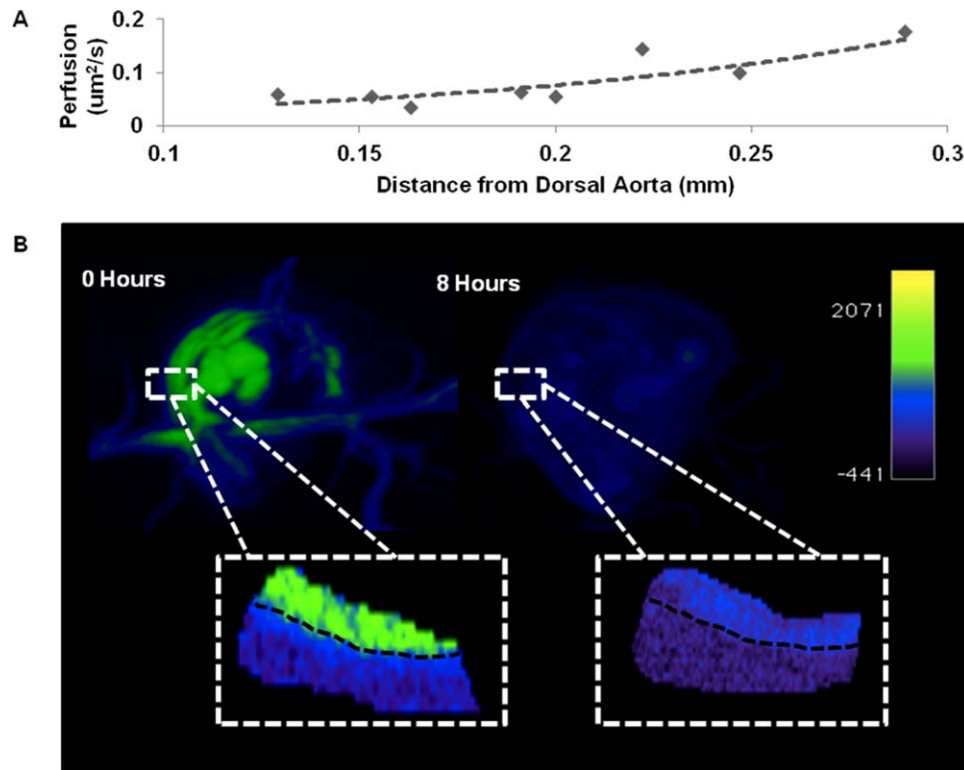 A
Perfusion
(um²/s)
0.2
0.1
0
0.1
0.15
0.2
0.25
0.3
Distance from Dorsal Aorta (mm)
B
0 Hours
8 Hours
2071
-441